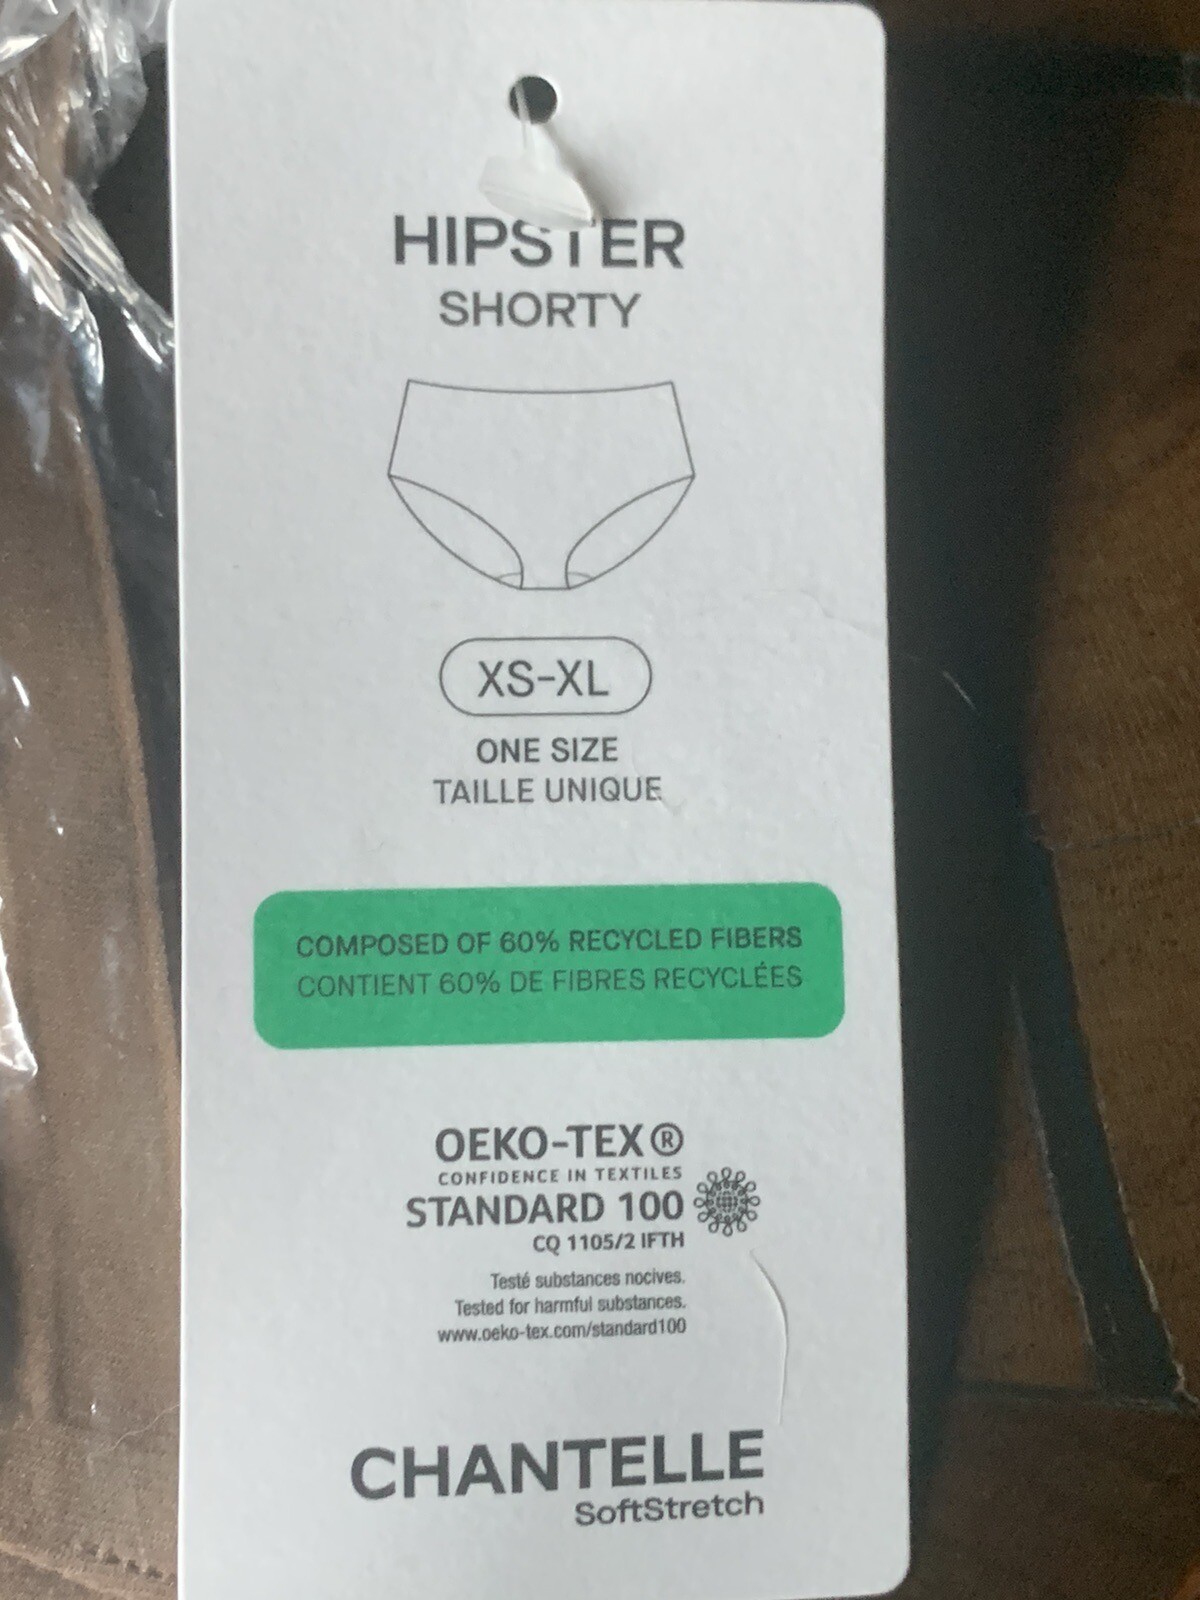 HIPSTER
SHORTY
XS-XL
ONE SIZE
TAILLE UNIQUE
COMPOSED OF 60% RECYCLED FIBERS
CONTIENT 60% DE FIBRES RECYCLÉES
OEKO-TEX®
CONFIDENCE IN TEXTILES
STANDARD 100
CQ 1105/2 IFTH
Testé substances nocives.
Tested for harmful substances.
www.oeko-tex.com/standard100
CHANTELLE
SoftStretch